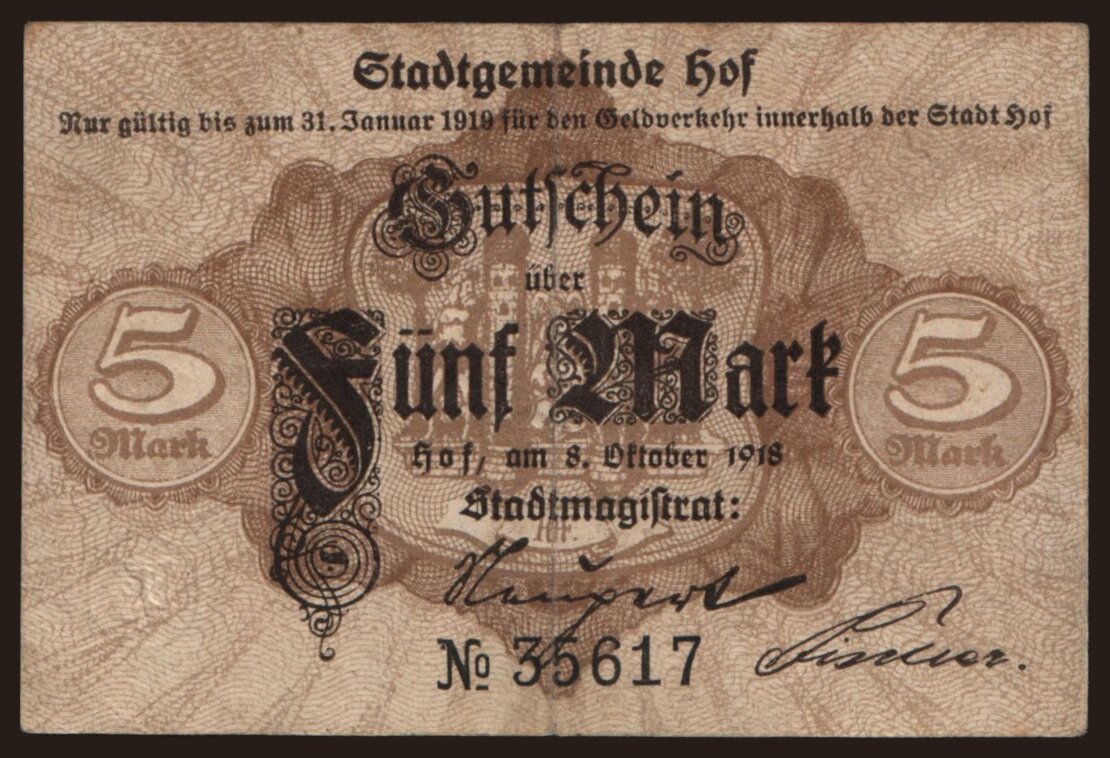 Stadtgemeinde Hof
Nur gültig bis zum 31. Januar 1919 für den Geldverkehr innerhalb der Stadt Hof
Gutschein
über
5 Mark
Fünf Mark
5 Mark
Hof, am 8. Oktober 1918
Stadtmagistrat:
Neupert
№ 35617